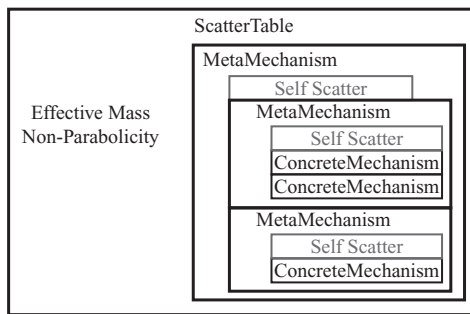 ScatterTable
MetaMechanism
Self Scatter
Effective Mass
Non-Parabolicity
MetaMechanism
Self Scatter
ConcreteMechanism
ConcreteMechanism
MetaMechanism
Self Scatter
ConcreteMechanism